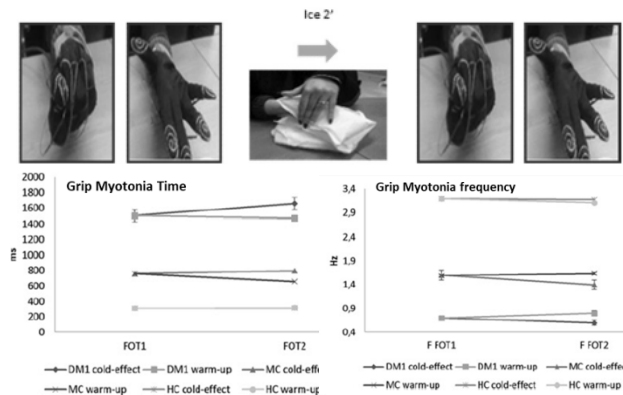 Ice 2'
Grip Myotonia Time
2000
1800
1600
1400
1200
1000
800
600
400
200
0
ms
FOT1
FOT2
DM1 cold-effect
DM1 warm-up
MC cold-effect
MC warm-up
HC cold-effect
HC warm-up
Grip Myotonia frequency
3,4
2,9
2,4
1,9
1,4
0,9
0,4
Hz
F FOT1
F FOT2
DM1 cold-effect
DM1 warm-up
MC cold-effect
MC warm-up
HC cold-effect
HC warm-up